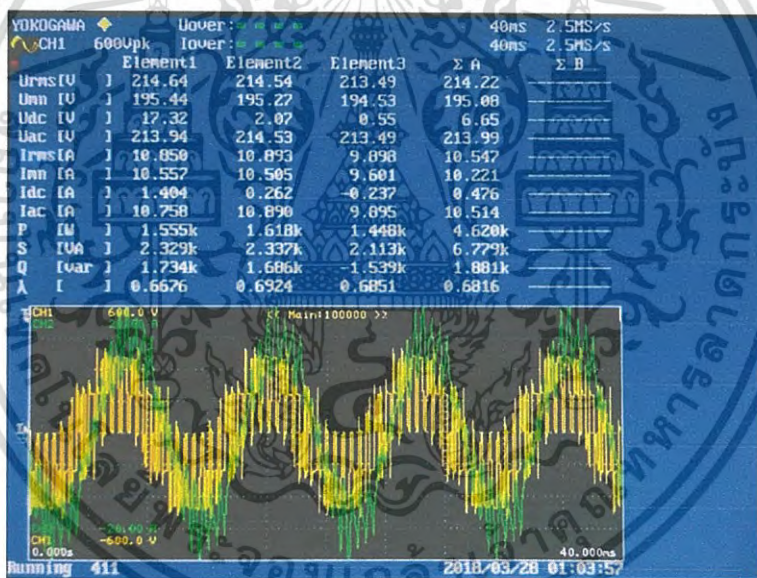 YOKOGAWA Uover: 40ms 2.5MS/s
CH1 600Vpk Iover: 40ms 2.5MS/s
Element1 Element2 Element3 Σ A Σ B
Urms[V ] 214.64 214.54 213.49 214.22
Umn [V ] 195.44 195.27 194.53 195.08
Udc [V ] 17.32 2.07 0.55 6.65
Uac [V ] 213.94 214.53 213.49 213.99
Irms[A ] 10.850 10.893 9.898 10.547
Imn [A ] 10.557 10.505 9.601 10.221
Idc [A ] 1.404 0.262 -0.237 0.476
Iac [A ] 10.758 10.890 9.895 10.514
P [W ] 1.555k 1.618k 1.448k 4.620k
S [VA ] 2.329k 2.337k 2.113k 6.779k
Q [var ] 1.734k 1.686k -1.539k 1.881k
λ [ ] 0.6676 0.6924 0.6851 0.6816
CH1 600.0 V << Main:100000 >>
CH2
-20.00 A
CH1 -600.0 V
0.000s 40.000ms
Running 411 2018/03/28 01:03:57